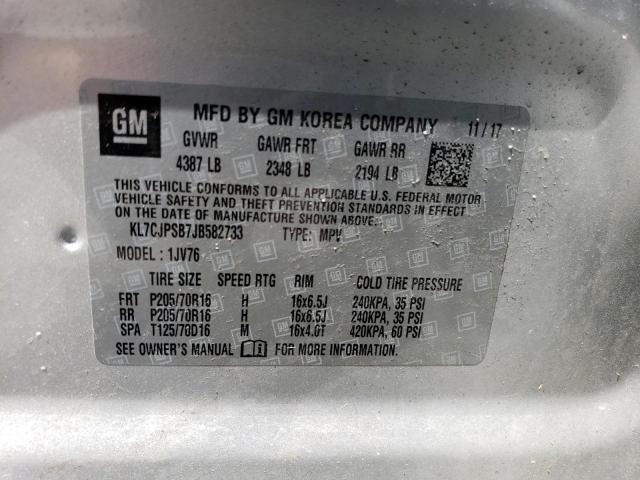 GM MFD BY GM KOREA COMPANY 11/17
GVWR GAWR FRT GAWR RR
4387 LB 2348 LB 2194 LB
THIS VEHICLE CONFORMS TO ALL APPLICABLE U.S. FEDERAL MOTOR
VEHICLE SAFETY AND THEFT PREVENTION STANDARDS IN EFFECT
ON THE DATE OF MANUFACTURE SHOWN ABOVE.
KL7CJPSB7JB582733 TYPE: MPV
MODEL: 1JV76
TIRE SIZE SPEED RTG RIM COLD TIRE PRESSURE
FRT P205/70R16 H 16x6.5J 240KPA, 35 PSI
RR P205/70R16 H 16x6.5J 240KPA, 35 PSI
SPA T125/70D16 M 16x4.0T 420KPA, 60 PSI
SEE OWNER'S MANUAL FOR MORE INFORMATION.